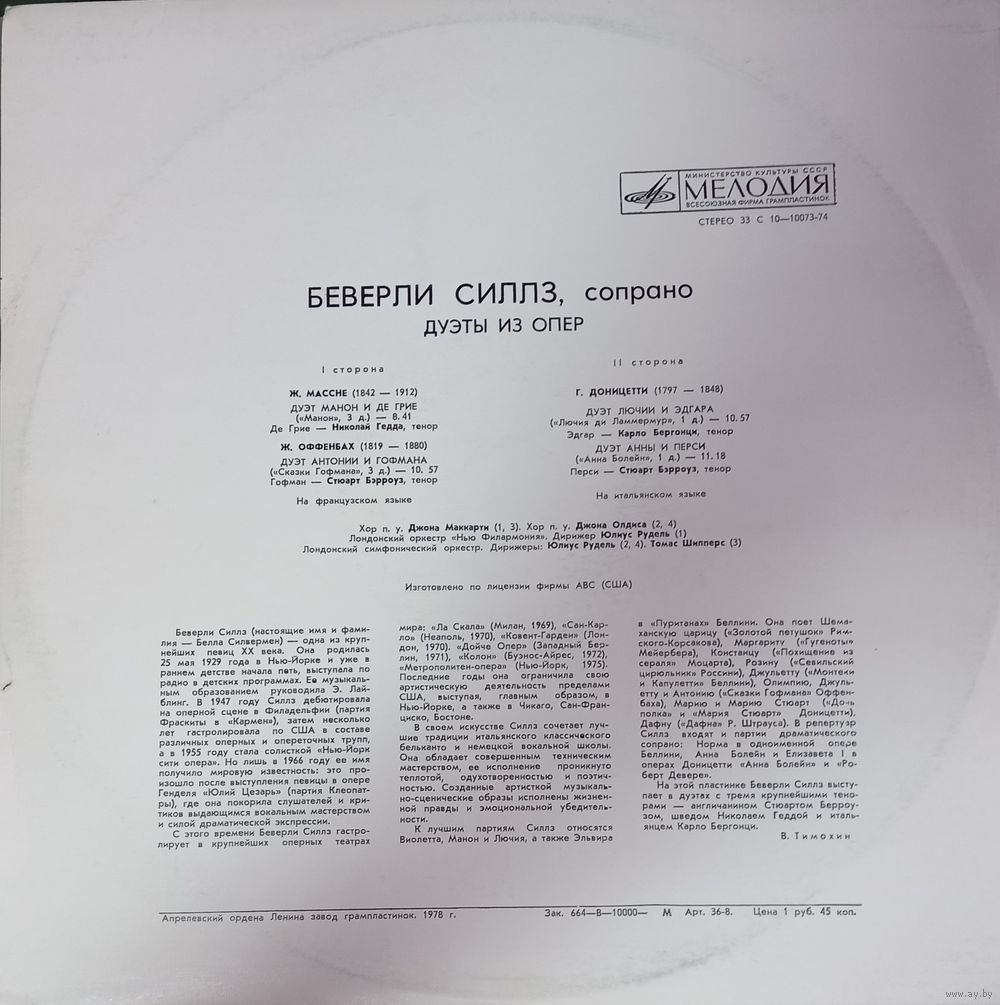 МИНИСТЕРСТВО КУЛЬТУРЫ СССР
МЕЛОДИЯ
ВСЕСОЮЗНАЯ ФИРМА ГРАМПЛАСТИНОК
СТЕРЕО 33 С 10—10073-74
БЕВЕРЛИ СИЛЛЗ, сопрано
ДУЭТЫ ИЗ ОПЕР
I сторона
Ж. МАССНЕ (1842 — 1912)
ДУЭТ МАНОН И ДЕ ГРИЕ
(«Манон», 3 д.) — 8.41
Де Грие — Николай Гедда, тенор
Ж. ОФФЕНБАХ (1819 — 1880)
ДУЭТ АНТОНИИ И ГОФМАНА
(«Сказки Гофмана», 3 д.) — 10. 57
Гофман — Стюарт Бэрроуз, тенор
На французском языке
II сторона
Г. ДОНИЦЕТТИ (1797 — 1848)
ДУЭТ ЛЮЧИИ И ЭДГАРА
(«Лючия ди Ламмермур», 1 д.) — 10.57
Эдгар — Карло Бергонци, тенор
ДУЭТ АННЫ И ПЕРСИ
(«Анна Болейн», 1 д.) — 11.18
Перси — Стюарт Бэрроуз, тенор
На итальянском языке
Хор п. у. Джона Маккарти (1, 3). Хор п. у. Джона Олдиса (2, 4)
Лондонский оркестр «Нью Филармония». Дирижер Юлиус Рудель (1)
Лондонский симфонический оркестр. Дирижеры: Юлиус Рудель (2, 4). Томас Шипперс (3)
Изготовлено по лицензии фирмы АВС (США)
Беверли Силлз (настоящие имя и фами-
лия — Белла Силвермен) — одна из круп-
нейших певиц XX века. Она родилась
25 мая 1929 года в Нью-Йорке и уже в
раннем детстве начала петь, выступала по
радио в детских программах. Ее музыкаль-
ным образованием руководила Э. Лай-
блинг. В 1947 году Силлз дебютировала
на оперной сцене в Филадельфии (партия
Фраскиты в «Кармен»), затем несколько
лет гастролировала по США в составе
различных оперных и опереточных трупп,
а в 1955 году стала солисткой «Нью-Йорк
сити опера». Но лишь в 1966 году ее имя
получило мировую известность: это про-
изошло после выступления певицы в опере
Генделя «Юлий Цезарь» (партия Клеопат-
ры), где она покорила слушателей и кри-
тиков выдающимся вокальным мастерством
и силой драматической экспрессии.
С этого времени Беверли Силлз гастро-
лирует в крупнейших оперных театрах
мира: «Ла Скала» (Милан, 1969), «Сан-Кар-
ло» (Неаполь, 1970), «Ковент-Гарден» (Лон-
дон, 1970). «Дойче Опер» (Западный Бер-
лин, 1971), «Колон» (Буэнос-Айрес, 1972),
«Метрополитен-опера» (Нью-Йорк, 1975).
Последние годы она ограничила свою
артистическую деятельность пределами
США, выступая, главным образом, в
Нью-Йорке, а также в Чикаго, Сан-Фран-
циско, Бостоне.
В своем искусстве Силлз сочетает луч-
шие традиции итальянского классического
бельканто и немецкой вокальной школы.
Она обладает совершенным техническим
мастерством, ее исполнение проникнуто
теплотой, одухотворенностью и поэтич-
ностью. Созданные артисткой музыкаль-
но-сценические образы исполнены жизнен-
ной правды и эмоциональной убедитель-
ности.
К лучшим партиям Силлз относятся
Виолетта, Манон и Лючия, а также Эльвира
в «Пуританах» Беллини. Она поет Шема-
ханскую царицу («Золотой петушок» Рим-
ского-Корсакова), Маргариту («Гугеноты»
Мейербера), Констанцу («Похищение из
сераля» Моцарта), Розину («Севильский
цирюльник» Россини), Джульетту («Монтеки
и Капулетти» Беллини), Олимпию, Джуль-
етту и Антонию («Сказки Гофмана» Оффен-
баха), Марию и Марию Стюарт («Дочь
полка» и «Мария Стюарт» Доницетти),
Дафну («Дафна» Р. Штрауса). В репертуар
Силлз входят и партии драматического
сопрано: Норма в одноименной опере
Беллини, Анна Болейн и Елизавета I в
операх Доницетти «Анна Болейн» и «Ро-
берт Девере».
На этой пластинке Беверли Силлз высту-
пает в дуэтах с тремя крупнейшими тено-
рами — англичанином Стюартом Берроу-
зом, шведом Николаем Геддой и италь-
янцем Карло Бергонци.
В. Тимохин
Апрелевский ордена Ленина завод грампластинок. 1978 г.
Зак. 664—В—10000— М Арт. 36-8. Цена 1 руб. 45 коп.
www.ay.by